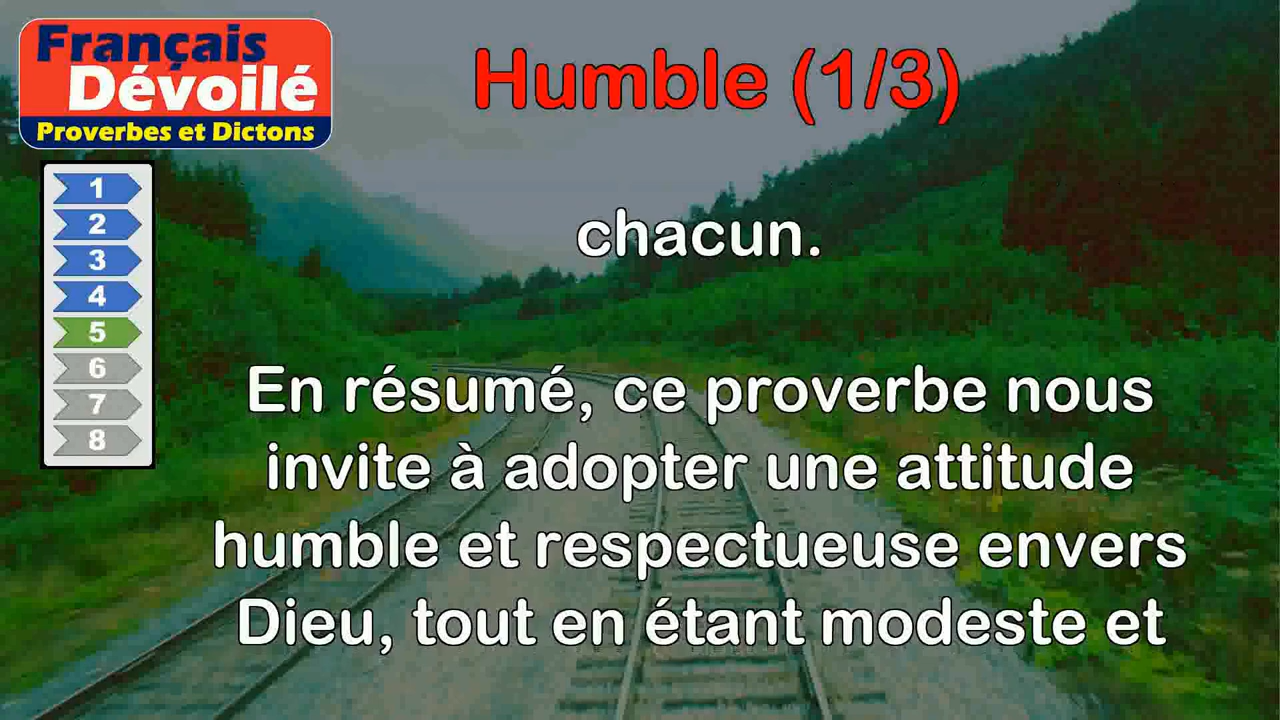 Français
Dévoilé
Proverbes et Dictons
Humble (1/3)
1
2
3
4
5
6
7
8
chacun.
En résumé, ce proverbe nous
invite à adopter une attitude
humble et respectueuse envers
Dieu, tout en étant modeste et